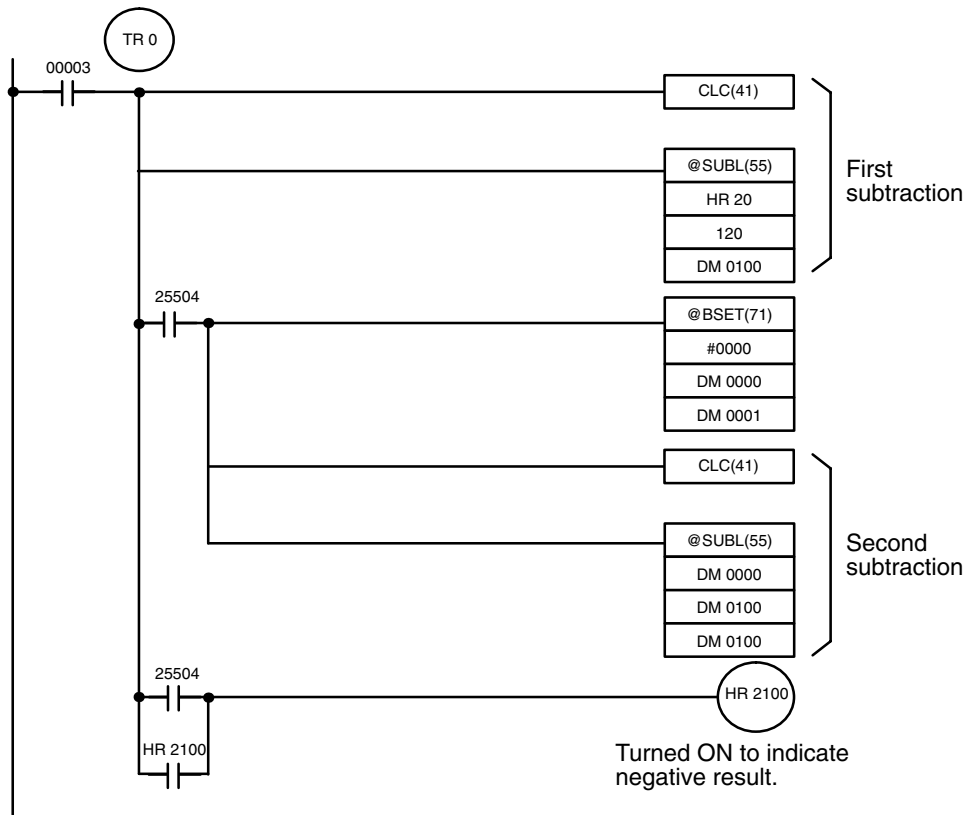 TR 0
00003
CLC(41)
@SUBL(55)
HR 20
120
DM 0100
First
subtraction
25504
@BSET(71)
#0000
DM 0000
DM 0001
CLC(41)
@SUBL(55)
DM 0000
DM 0100
DM 0100
Second
subtraction
25504
HR 2100
HR 2100
Turned ON to indicate
negative result.